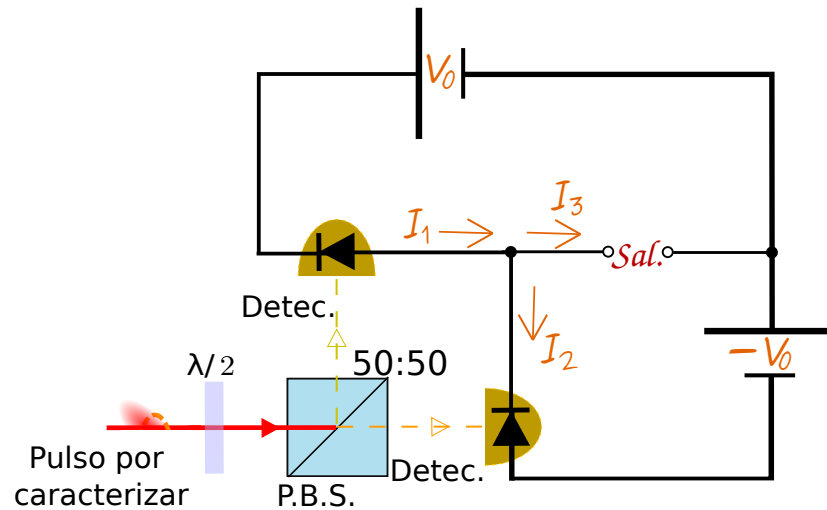 V₀
I₁
I₃
Sal.
Detec.
I₂
-V₀
λ/2
50:50
Detec.
Pulso por
caracterizar
P.B.S.